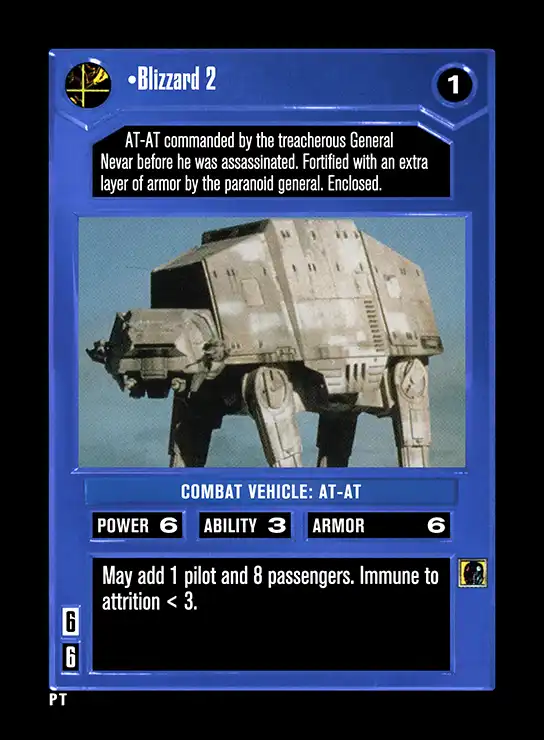 •Blizzard 2
1
AT-AT commanded by the treacherous General
Nevar before he was assassinated. Fortified with an extra
layer of armor by the paranoid general. Enclosed.
COMBAT VEHICLE: AT-AT
POWER 6 ABILITY 3 ARMOR 6
May add 1 pilot and 8 passengers. Immune to
attrition < 3.
6
6
PT